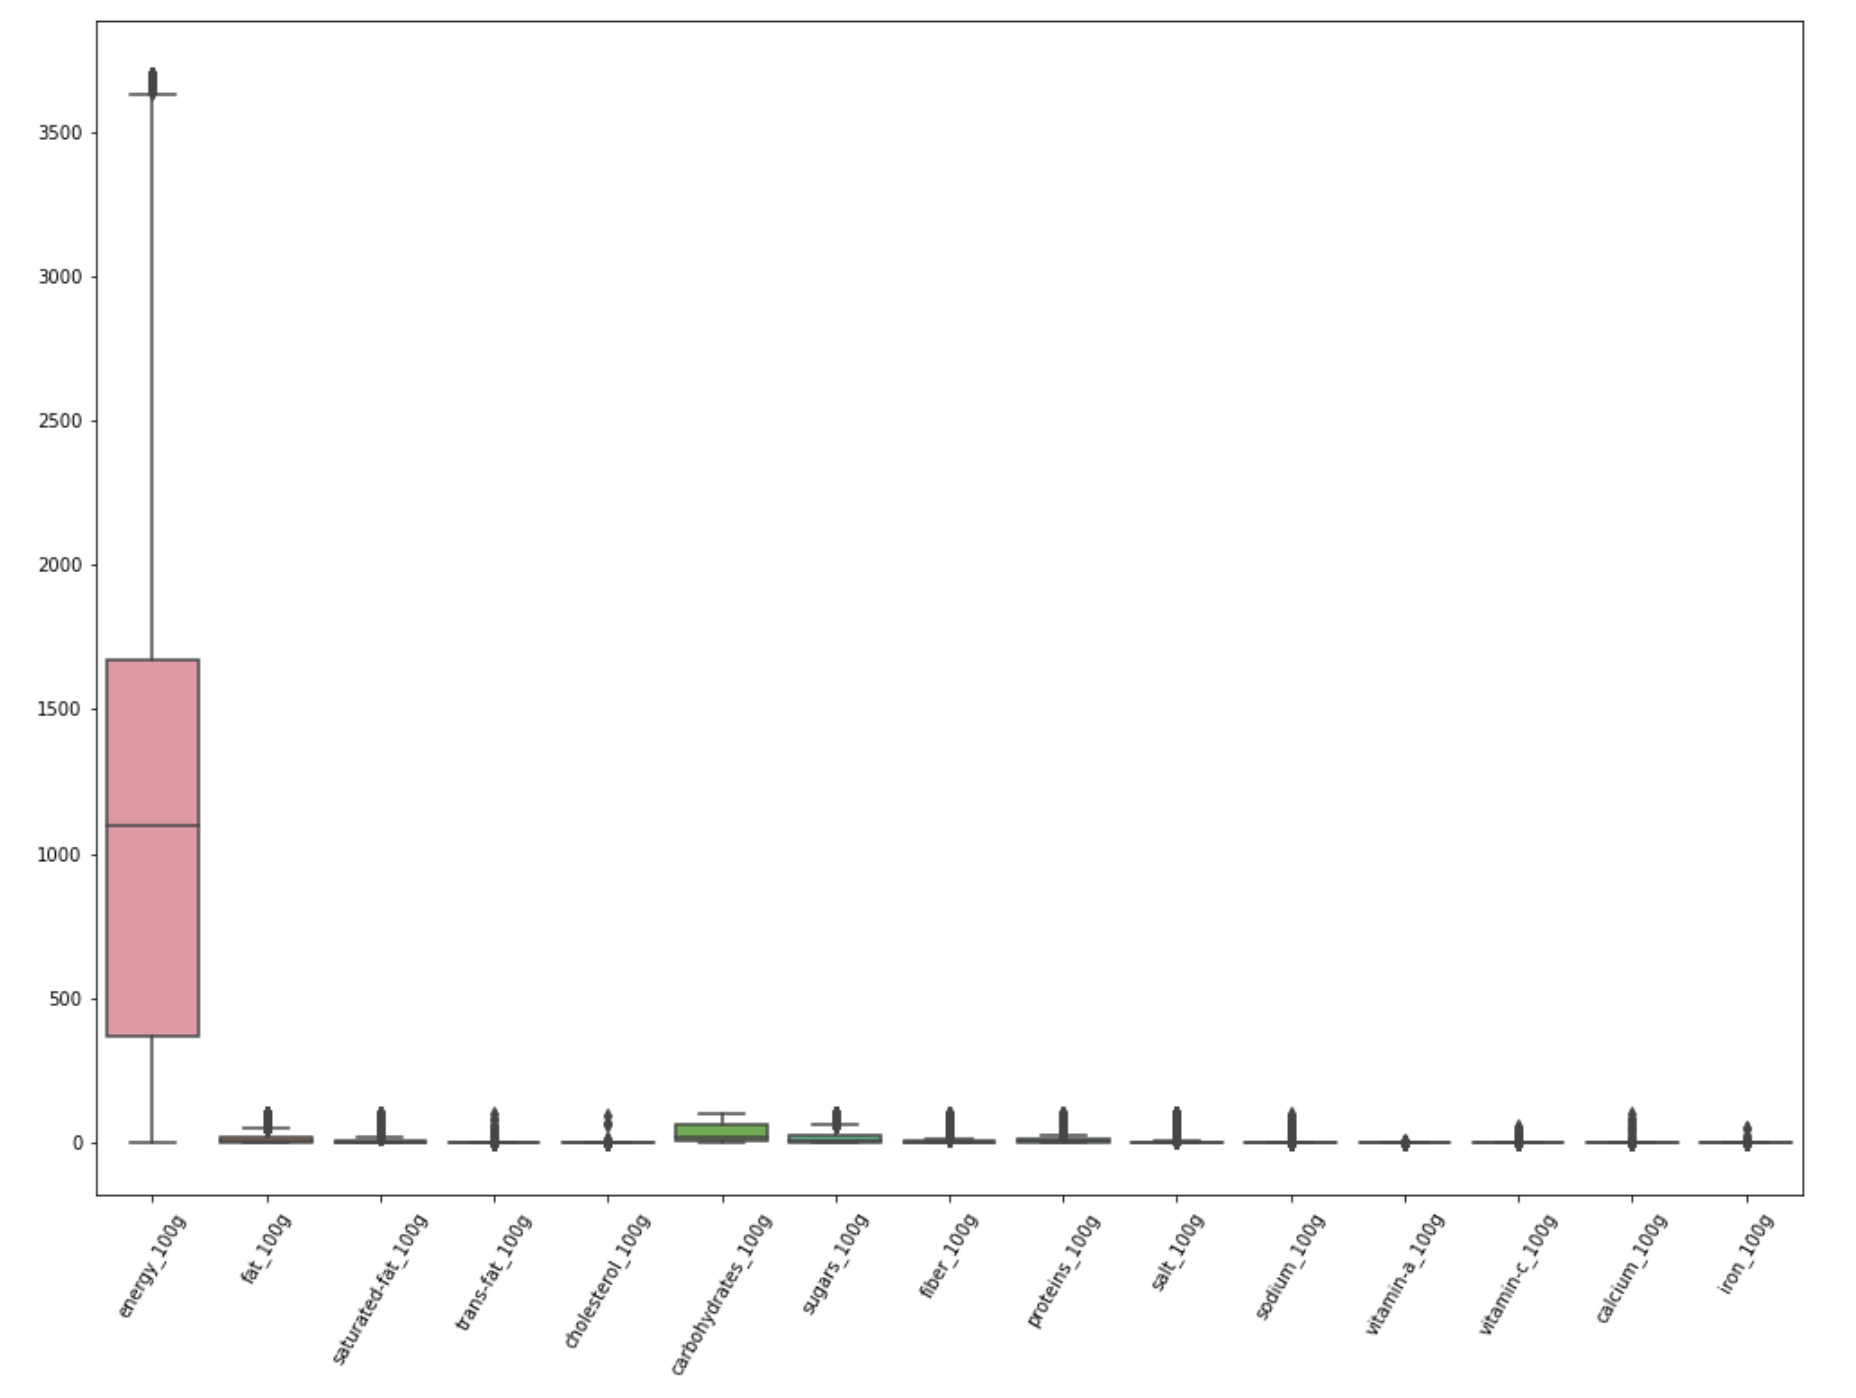 3500
3000
2500
2000
1500
1000
500
0
energy_100g
fat_100g
saturated-fat_100g
trans-fat_100g
cholesterol_100g
carbohydrates_100g
sugars_100g
fiber_100g
proteins_100g
salt_100g
sodium_100g
vitamin-a_100g
vitamin-c_100g
calcium_100g
iron_100g